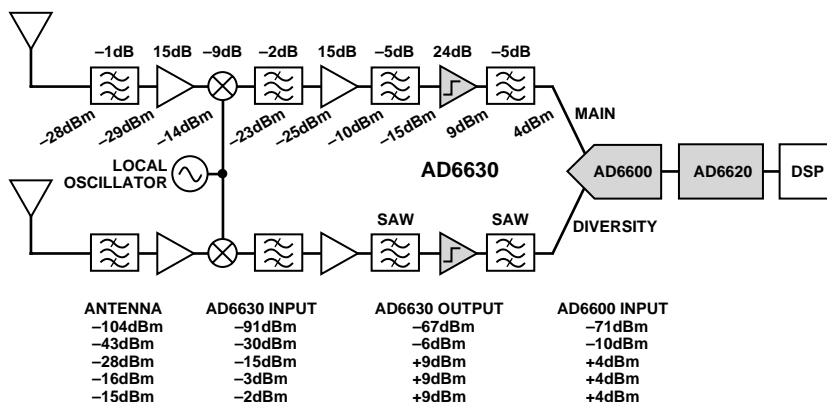 –1dB 15dB –9dB –2dB 15dB –5dB 24dB –5dB
–28dBm –29dBm –14dBm –23dBm –25dBm –10dBm –15dBm 9dBm 4dBm
MAIN
LOCAL
OSCILLATOR
AD6630
AD6600 AD6620 DSP
SAW SAW
DIVERSITY
ANTENNA AD6630 INPUT AD6630 OUTPUT AD6600 INPUT
–104dBm –91dBm –67dBm –71dBm
–43dBm –30dBm –6dBm –10dBm
–28dBm –15dBm +9dBm +4dBm
–16dBm –3dBm +9dBm +4dBm
–15dBm –2dBm +9dBm +4dBm